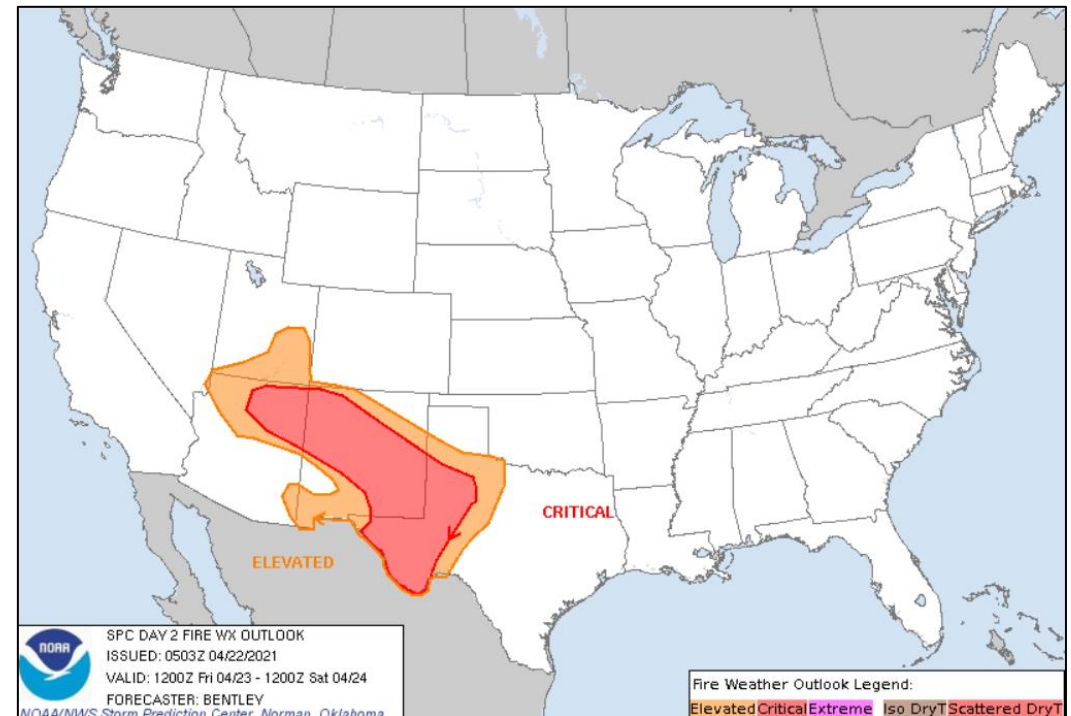 CRITICAL
ELEVATED
NOAA
SPC DAY 2 FIRE WX OUTLOOK
ISSUED: 0503Z 04/22/2021
VALID: 1200Z Fri 04/23 - 1200Z Sat 04/24
FORECASTER: BENTLEY
NOAA/NWS Storm Prediction Center, Norman, Oklahoma
Fire Weather Outlook Legend:
Elevated Critical Extreme Iso DryT Scattered DryT